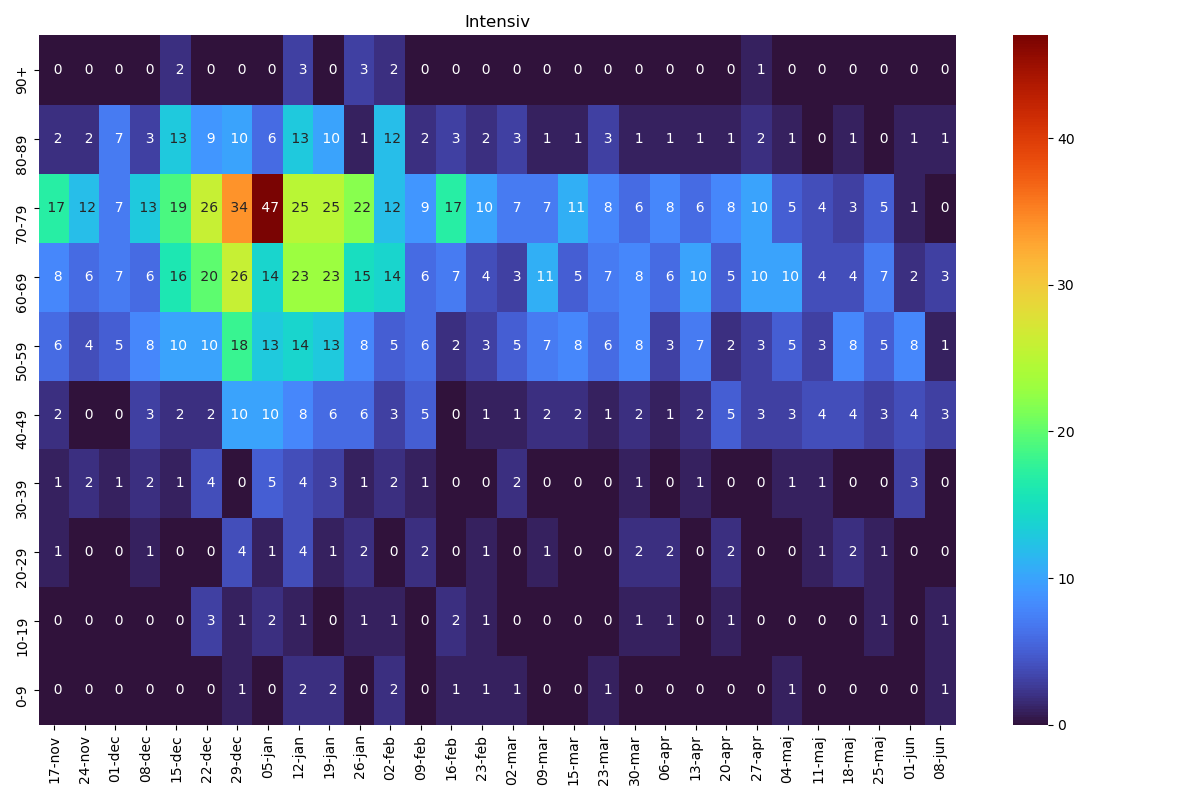 Intensiv
90+ 0 0 0 0 2 0 0 0 3 0 3 2 0 0 0 0 0 0 0 0 0 0 0 1 0 0 0 0 0 0
80-89 2 2 7 3 13 9 10 6 13 10 1 12 2 3 2 3 1 1 3 1 1 1 1 2 1 0 1 0 1 1
40
70-79 17 12 7 13 19 26 34 47 25 25 22 12 9 17 10 7 7 11 8 6 8 6 8 10 5 4 3 5 1 0
60-69 8 6 7 6 16 20 26 14 23 23 15 14 6 7 4 3 11 5 7 8 6 10 5 10 10 4 4 7 2 3
30
50-59 6 4 5 8 10 10 18 13 14 13 8 5 6 2 3 5 7 8 6 8 3 7 2 3 5 3 8 5 8 1
40-49 2 0 0 3 2 2 10 10 8 6 6 3 5 0 1 1 2 2 1 2 1 2 5 3 3 4 4 3 4 3
20
30-39 1 2 1 2 1 4 0 5 4 3 1 2 1 0 0 2 0 0 0 1 0 1 0 0 1 1 0 0 3 0
20-29 1 0 0 1 0 0 4 1 4 1 2 0 2 0 1 0 1 0 0 2 2 0 2 0 0 1 2 1 0 0
10
10-19 0 0 0 0 0 3 1 2 1 0 1 1 0 2 1 0 0 0 0 1 1 0 1 0 0 0 0 1 0 1
0-9 0 0 0 0 0 0 1 0 2 2 0 2 0 1 1 1 0 0 1 0 0 0 0 0 1 0 0 0 0 1
0
17-nov 24-nov 01-dec 08-dec 15-dec 22-dec 29-dec 05-jan 12-jan 19-jan 26-jan 02-feb 09-feb 16-feb 23-feb 02-mar 09-mar 15-mar 23-mar 30-mar 06-apr 13-apr 20-apr 27-apr 04-maj 11-maj 18-maj 25-maj 01-jun 08-jun